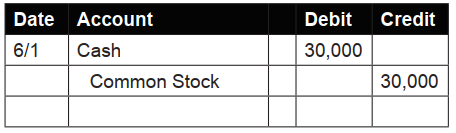 Date Account Debit Credit
6/1 Cash 30,000
Common Stock 30,000